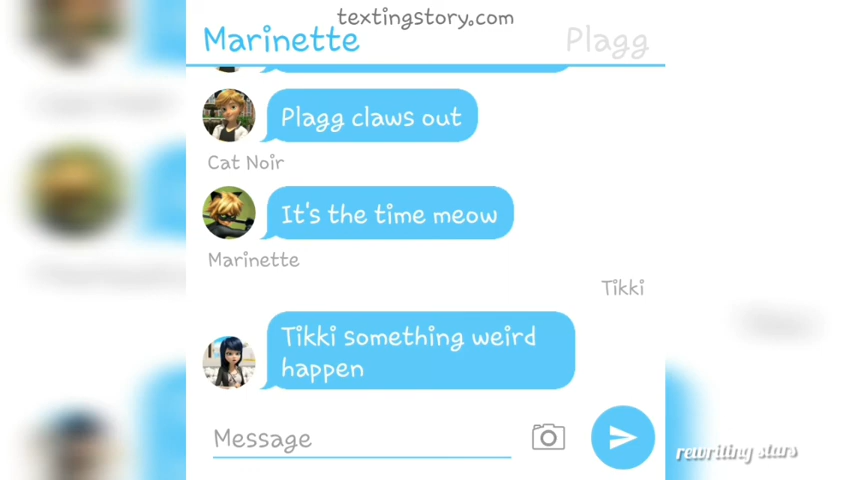 textingstory.com
Marinette
Plagg
Plagg claws out
Cat Noir
It's the time meow
Marinette
Tikki
Tikki something weird
happen
Message
rewriting stars